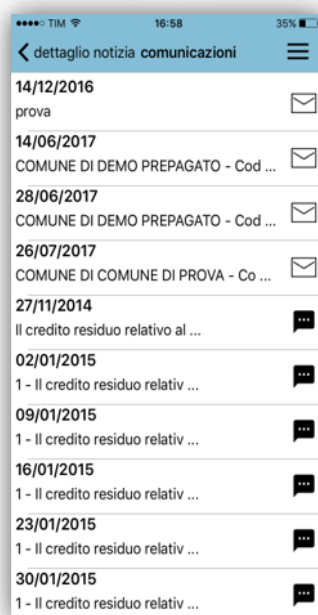 TIM 16:58 35%
dettaglio notizia comunicazioni
14/12/2016
prova
14/06/2017
COMUNE DI DEMO PREPAGATO - Cod ...
28/06/2017
COMUNE DI DEMO PREPAGATO - Cod ...
26/07/2017
COMUNE DI COMUNE DI PROVA - Co ...
27/11/2014
Il credito residuo relativo al ...
02/01/2015
1 - Il credito residuo relativ ...
09/01/2015
1 - Il credito residuo relativ ...
16/01/2015
1 - Il credito residuo relativ ...
23/01/2015
1 - Il credito residuo relativ ...
30/01/2015
1 - Il credito residuo relativ ...